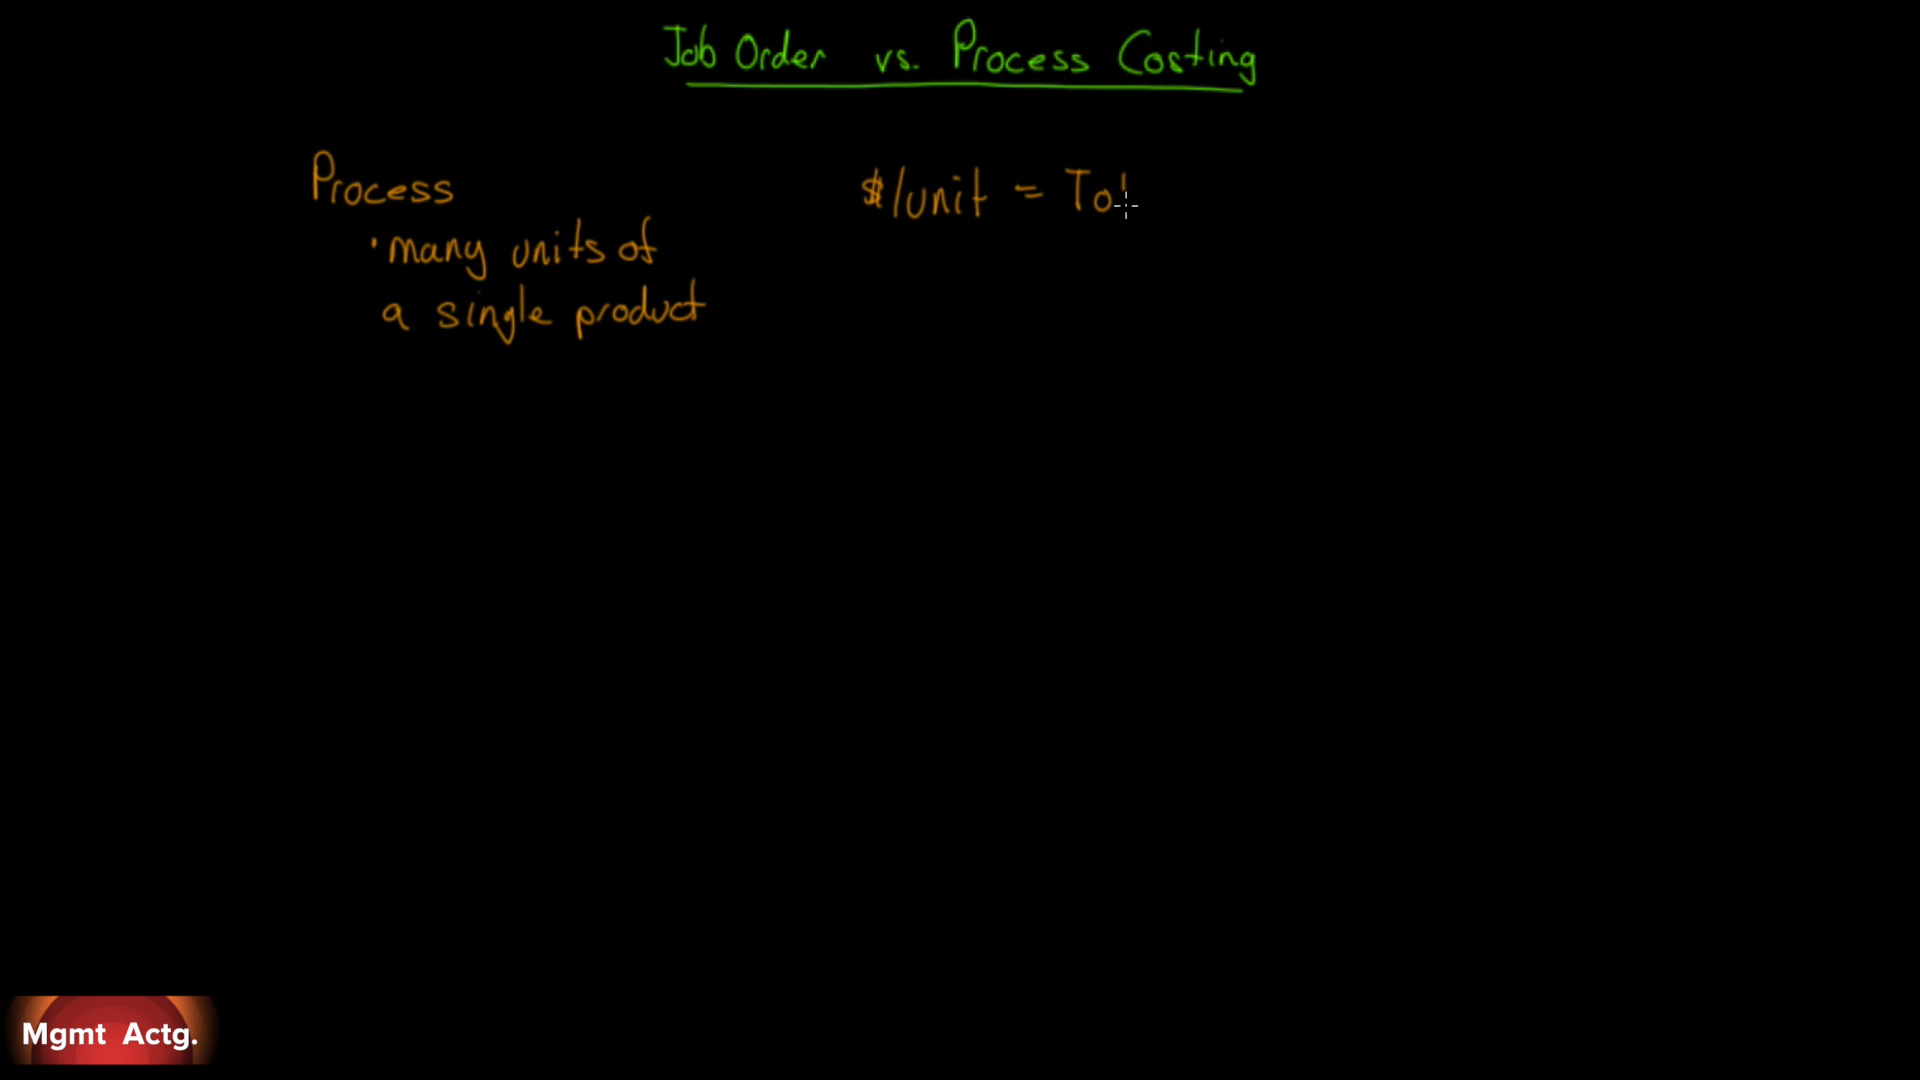 Job Order vs. Process Costing
Process
$/unit = To
• many units of
a single product
Mgmt Actg.